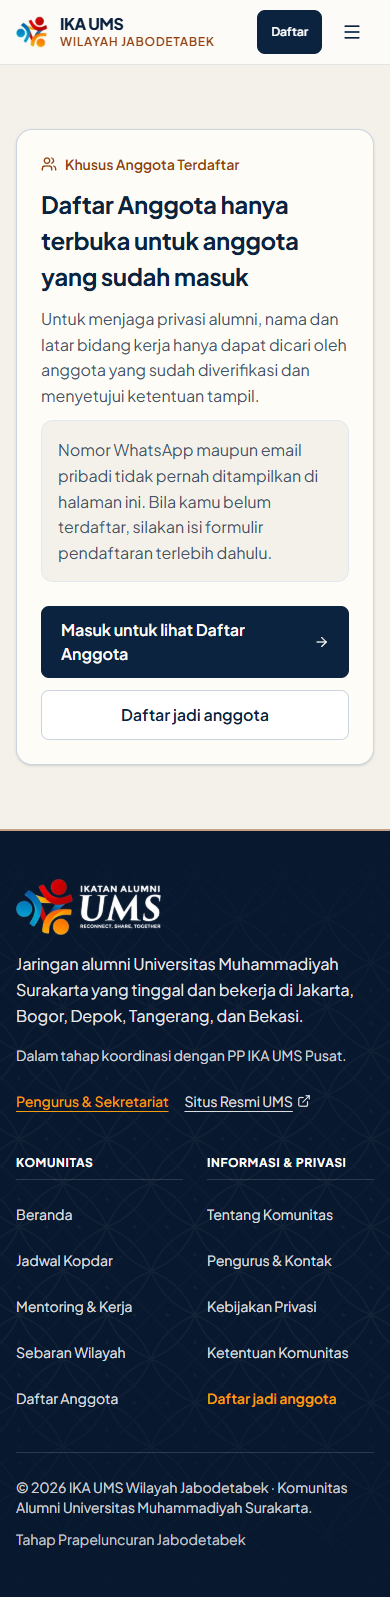 IKA UMS
WILAYAH JABODETABEK
Daftar
Khusus Anggota Terdaftar
Daftar Anggota hanya
terbuka untuk anggota
yang sudah masuk
Untuk menjaga privasi alumni, nama dan
latar bidang kerja hanya dapat dicari oleh
anggota yang sudah diverifikasi dan
menyetujui ketentuan tampil.
Nomor WhatsApp maupun email
pribadi tidak pernah ditampilkan di
halaman ini. Bila kamu belum
terdaftar, silakan isi formulir
pendaftaran terlebih dahulu.
Masuk untuk lihat Daftar
Anggota
Daftar jadi anggota
IKATAN ALUMNI
UMS
RECONNECT, SHARE, TOGETHER
Jaringan alumni Universitas Muhammadiyah
Surakarta yang tinggal dan bekerja di Jakarta,
Bogor, Depok, Tangerang, dan Bekasi.
Dalam tahap koordinasi dengan PP IKA UMS Pusat.
Pengurus & Sekretariat Situs Resmi UMS
KOMUNITAS
Beranda
Jadwal Kopdar
Mentoring & Kerja
Sebaran Wilayah
Daftar Anggota
INFORMASI & PRIVASI
Tentang Komunitas
Pengurus & Kontak
Kebijakan Privasi
Ketentuan Komunitas
Daftar jadi anggota
© 2026 IKA UMS Wilayah Jabodetabek · Komunitas
Alumni Universitas Muhammadiyah Surakarta.
Tahap Prapeluncuran Jabodetabek